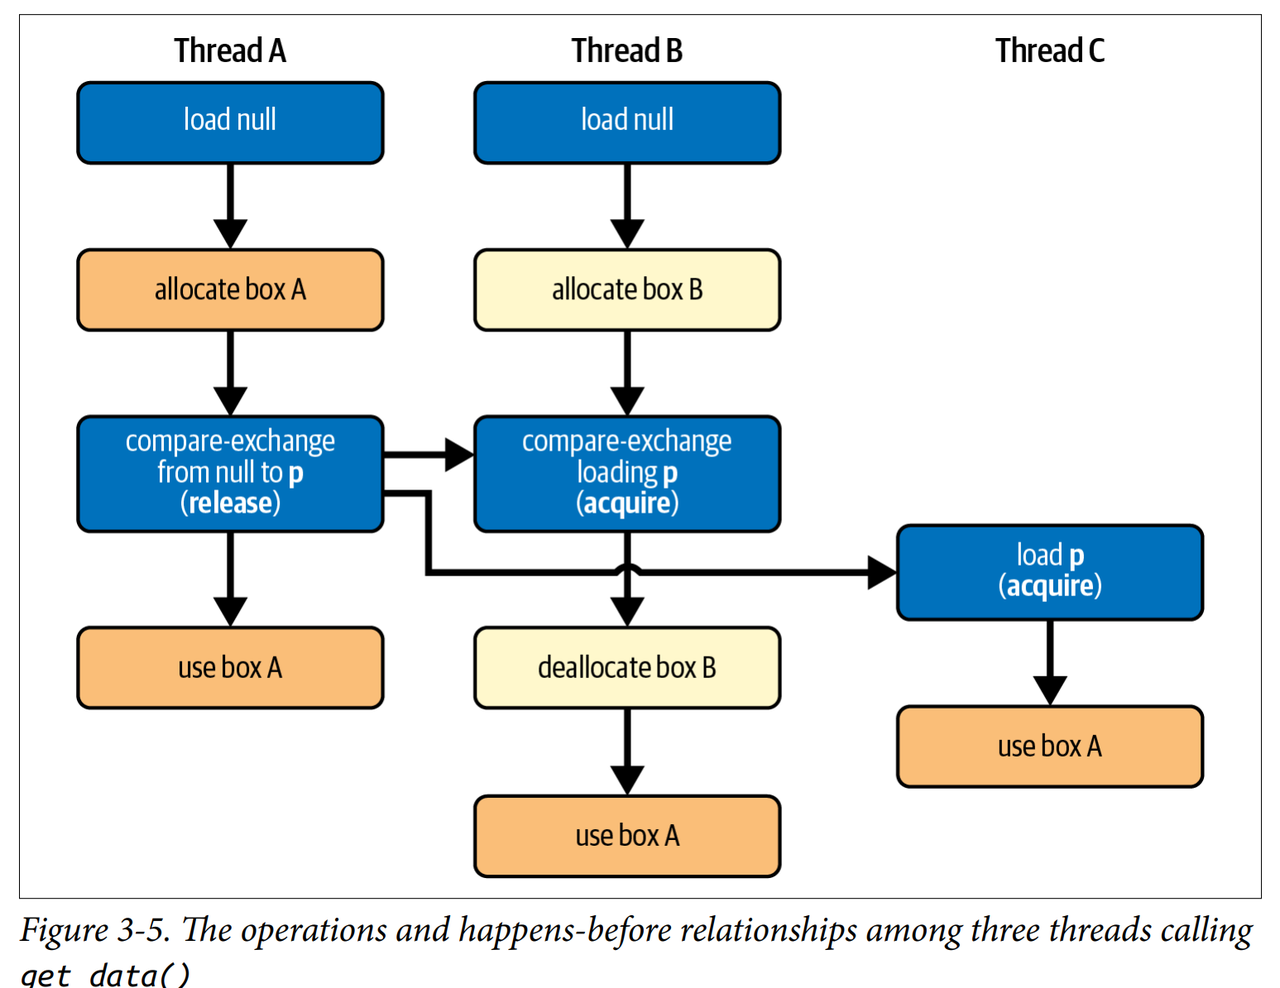 Thread A
Thread B
Thread C
load null
load null
allocate box A
allocate box B
compare-exchange
from null to p
(release)
compare-exchange
loading p
(acquire)
load p
(acquire)
use box A
deallocate box B
use box A
use box A
Figure 3-5. The operations and happens-before relationships among three threads calling
get_data()